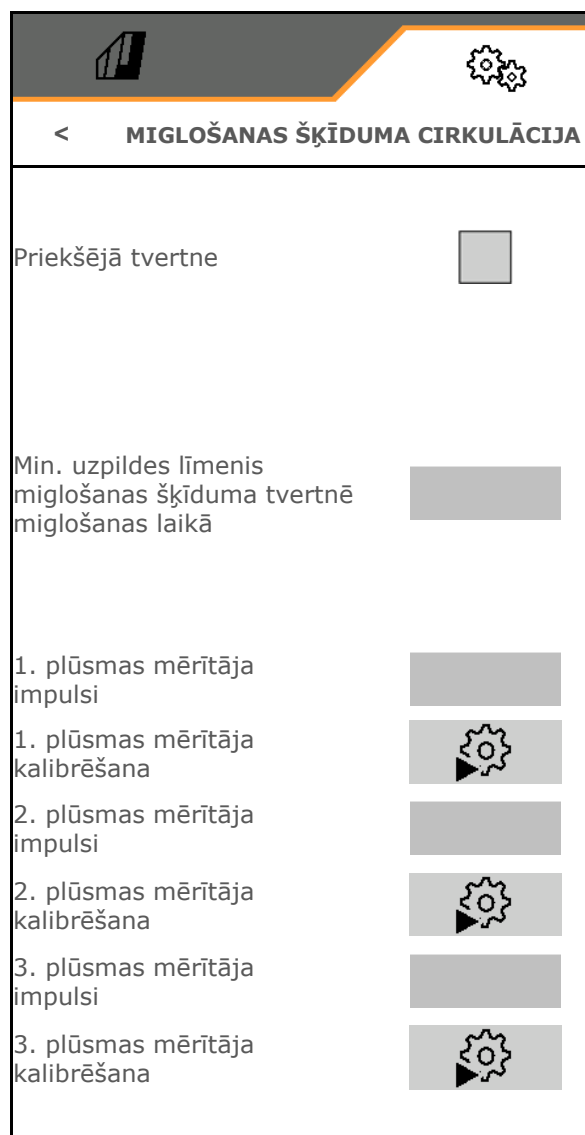 < MIGLOŠANAS ŠĶĪDUMA CIRKULĀCIJA
Priekšējā tvertne
Min. uzpildes līmenis
miglošanas šķīduma tvertnē
miglošanas laikā
1. plūsmas mērītāja
impulsi
1. plūsmas mērītāja
kalibrēšana
2. plūsmas mērītāja
impulsi
2. plūsmas mērītāja
kalibrēšana
3. plūsmas mērītāja
impulsi
3. plūsmas mērītāja
kalibrēšana